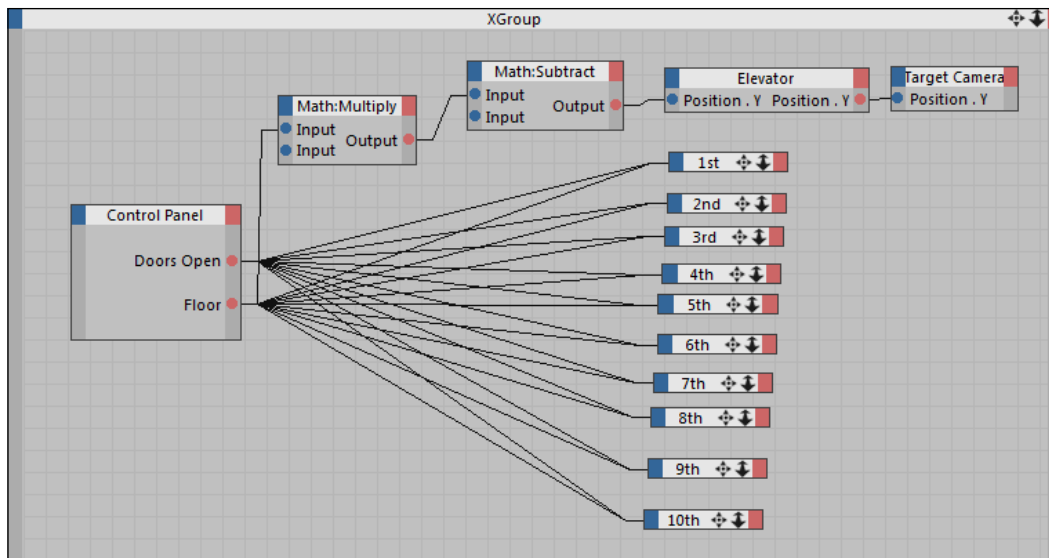 XGroup
Math:Subtract
Input
Output
Input
Elevator
Position . Y Position . Y
Target Camera
Position . Y
Math:Multiply
Input
Output
Input
1st
Control Panel
Doors Open
Floor
2nd
3rd
4th
5th
6th
7th
8th
9th
10th